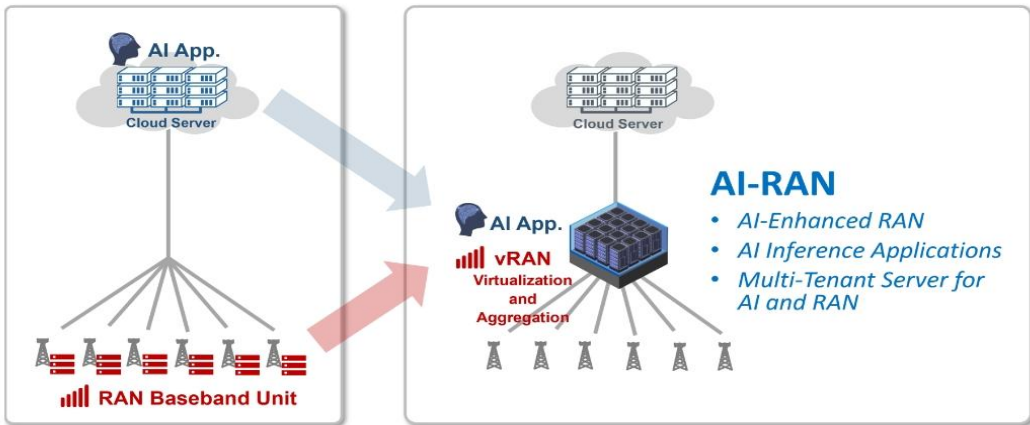 AI App.
Cloud Server
RAN Baseband Unit
Cloud Server
AI App.
vRAN
Virtualization
and
Aggregation
AI-RAN
• AI-Enhanced RAN
• AI Inference Applications
• Multi-Tenant Server for
AI and RAN